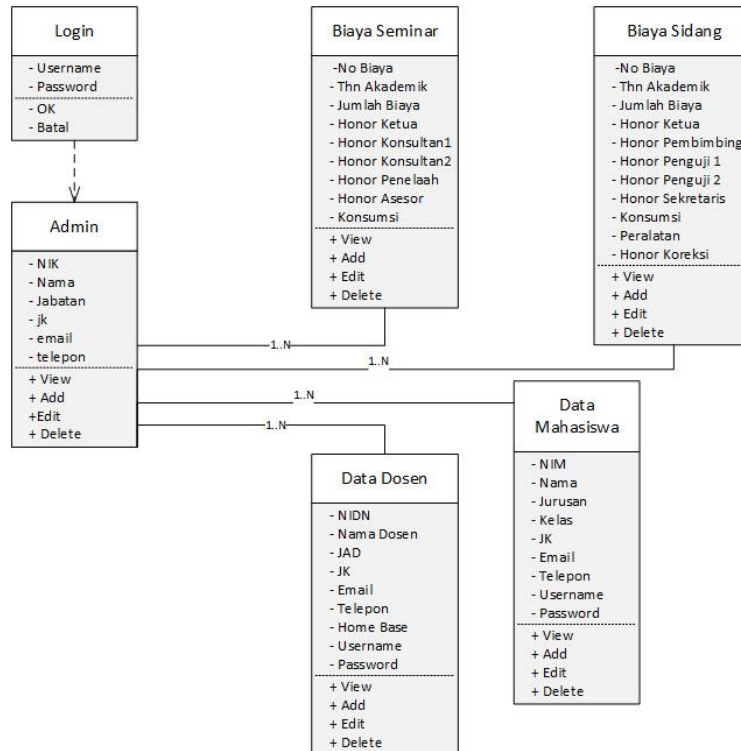 Login
- Username
- Password
- OK
- Batal
Biaya Seminar
-No Biaya
- Thn Akademik
- Jumlah Biaya
- Honor Ketua
- Honor Konsultan1
- Honor Konsultan2
- Honor Penelaah
- Honor Asesor
- Konsumsi
+ View
+ Add
+ Edit
+ Delete
Biaya Sidang
-No Biaya
- Thn Akademik
- Jumlah Biaya
- Honor Ketua
- Honor Pembimbing
- Honor Penguji 1
- Honor Penguji 2
- Honor Sekretaris
- Konsumsi
- Peralatan
- Honor Koreksi
+ View
+ Add
+ Edit
+ Delete
Admin
- NIK
- Nama
- Jabatan
- jk
- email
- telepon
+ View
+ Add
+Edit
+ Delete
1..N
1..N
1..N
1..N
Data Dosen
- NIDN
- Nama Dosen
- JAD
- JK
- Email
- Telepon
- Home Base
- Username
- Password
+ View
+ Add
+ Edit
+ Delete
Data
Mahasiswa
- NIM
- Nama
- Jurusan
- Kelas
- JK
- Email
- Telepon
- Username
- Password
+ View
+ Add
+ Edit
+ Delete